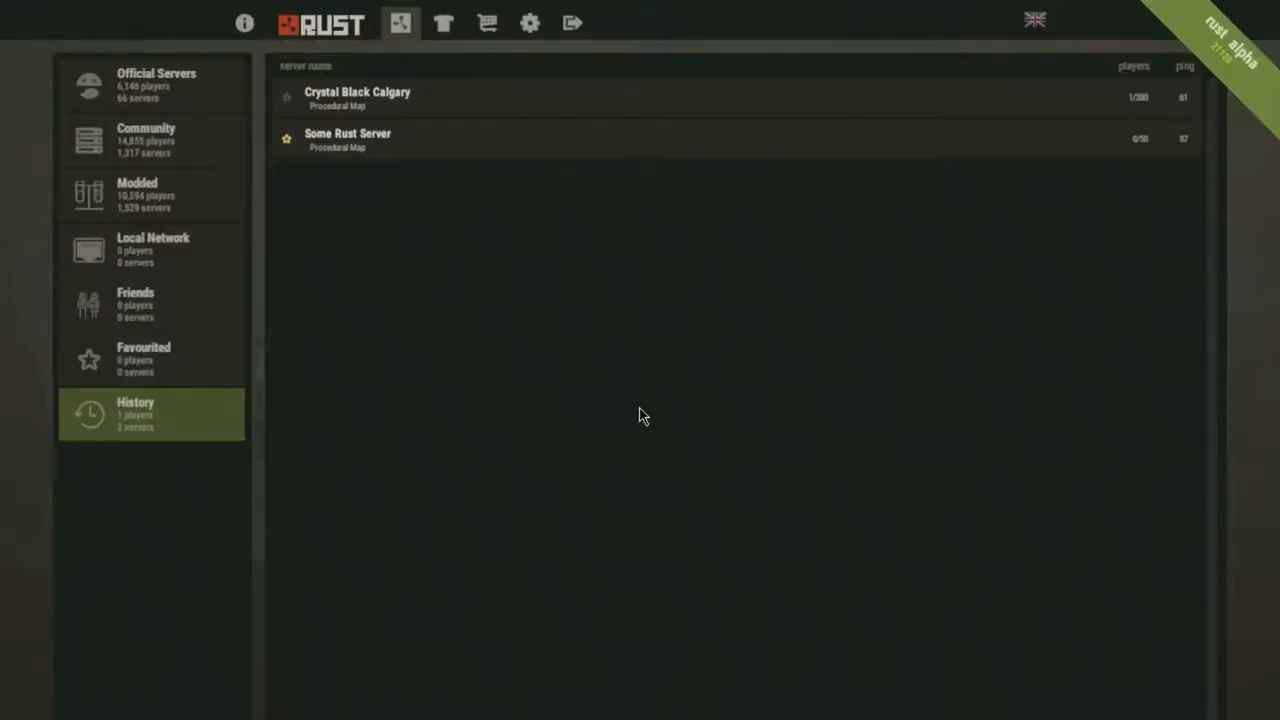 RUST
rust alpha
21120
Official Servers
6,146 players
66 servers
Community
14,855 players
1,317 servers
Modded
10,594 players
1,539 servers
Local Network
0 players
0 servers
Friends
0 players
0 servers
Favourited
0 players
0 servers
History
1 players
2 servers
server name players ping
Crystal Black Calgary 1/200 61
Procedural Map
Some Rust Server 0/50 87
Procedural Map